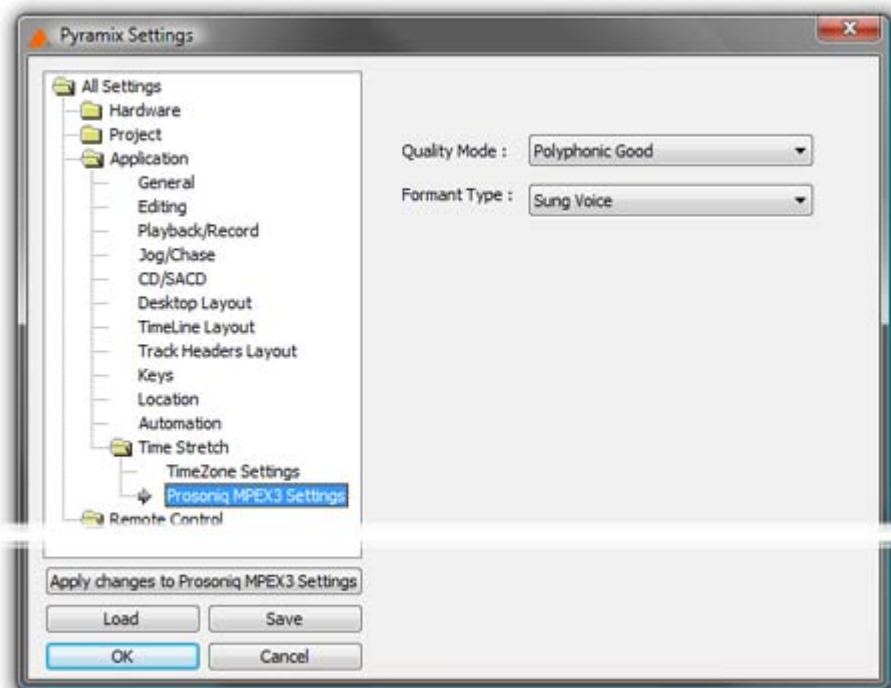 Pyramix Settings
All Settings
Hardware
Project
Application
General
Editing
Playback/Record
Jog/Chase
CD/SACD
Desktop Layout
TimeLine Layout
Track Headers Layout
Keys
Location
Automation
Time Stretch
TimeZone Settings
Prosoniq MPEX3 Settings
Remote Control
Quality Mode : Polyphonic Good
Formant Type : Sung Voice
Apply changes to Prosoniq MPEX3 Settings
Load Save
OK Cancel